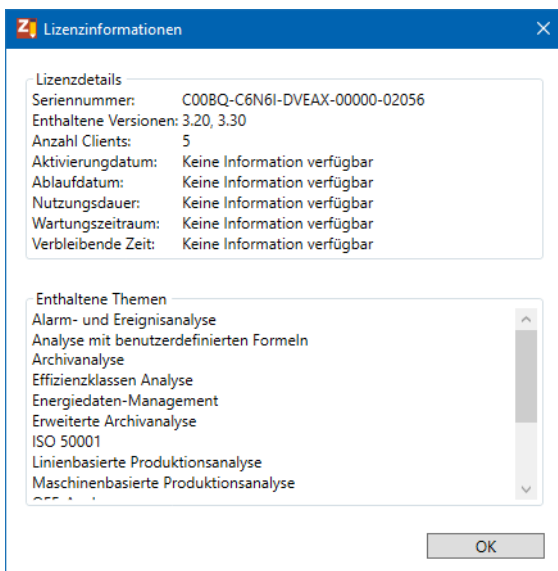 Lizenzinformationen
Lizenzdetails
Seriennummer: C00BQ-C6N6I-DVEAX-00000-02056
Enthaltene Versionen: 3.20, 3.30
Anzahl Clients: 5
Aktivierungdatum: Keine Information verfügbar
Ablaufdatum: Keine Information verfügbar
Nutzungsdauer: Keine Information verfügbar
Wartungszeitraum: Keine Information verfügbar
Verbleibende Zeit: Keine Information verfügbar
Enthaltene Themen
Alarm- und Ereignisanalyse
Analyse mit benutzerdefinierten Formeln
Archivanalyse
Effizienzklassen Analyse
Energiedaten-Management
Erweiterte Archivanalyse
ISO 50001
Linienbasierte Produktionsanalyse
Maschinenbasierte Produktionsanalyse
OK